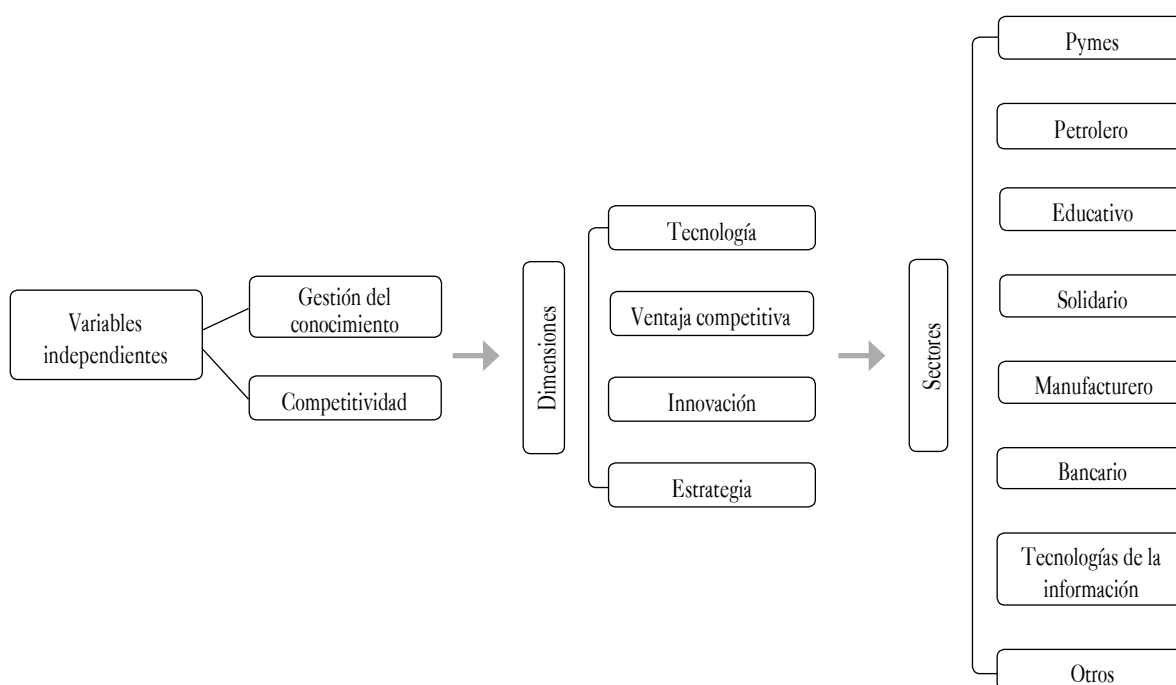 Variables
independientes
Gestión del
conocimiento
Competitividad
Dimensiones
Tecnología
Ventaja competitiva
Innovación
Estrategia
Sectores
Pymes
Petrolero
Educativo
Solidario
Manufacturero
Bancario
Tecnologías de la
información
Otros